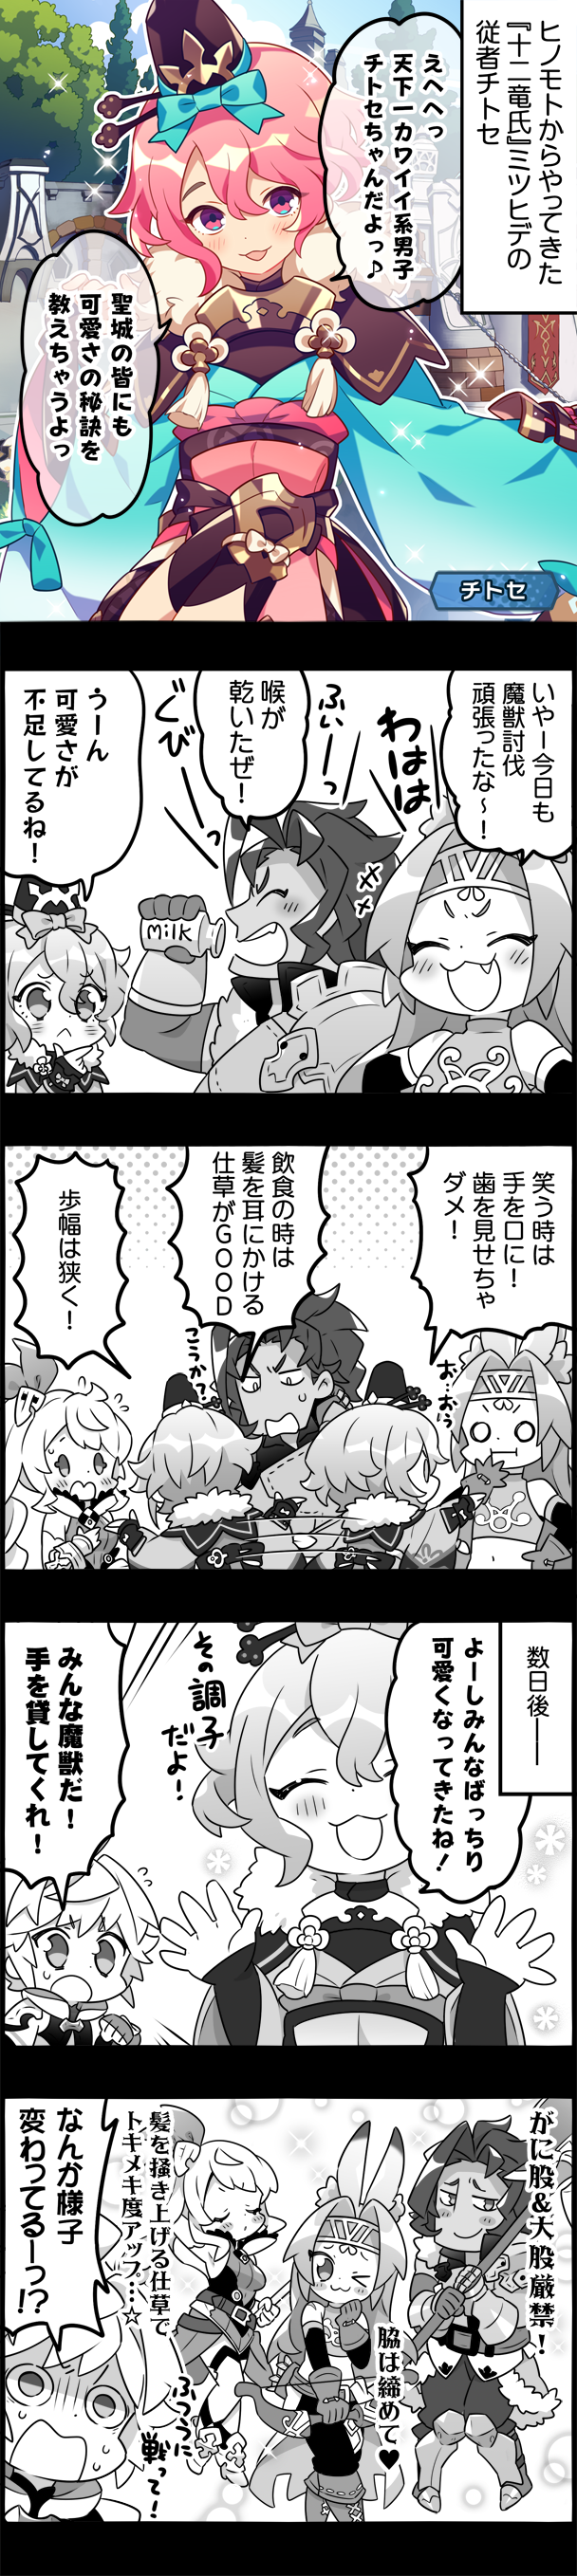 ヒノモトからやってきた
『十二竜氏』ミツヒデの
従者チトセ
えへへっ
天下一カワイイ系男子
チトセちゃんだよっ♪
聖城の皆にも
可愛さの秘訣を
教えちゃうよっ
チトセ
いやー今日も
魔獣討伐
頑張ったな〜！
わはは
ふぃーっ
喉が
乾いたぜ！
ぐびーっ
Milk
うーん
可愛さが
不足してるね！
笑う時は
手を口に！
歯を見せちゃ
ダメ！
お…おぅ
飲食の時は
髪を耳にかける
仕草がGOOD
こうか？
歩幅は狭く！
数日後――
よーしみんなばっちり
可愛くなってきたね！
その調子
だよ！
みんな魔獣だ！
手を貸してくれ！
がに股&大股厳禁！
脇は締めて♥
髪を掻き上げる仕草で
トキメキ度アップ…☆
なんか様子
変わってるーっ!?
ふつうに
戦って！